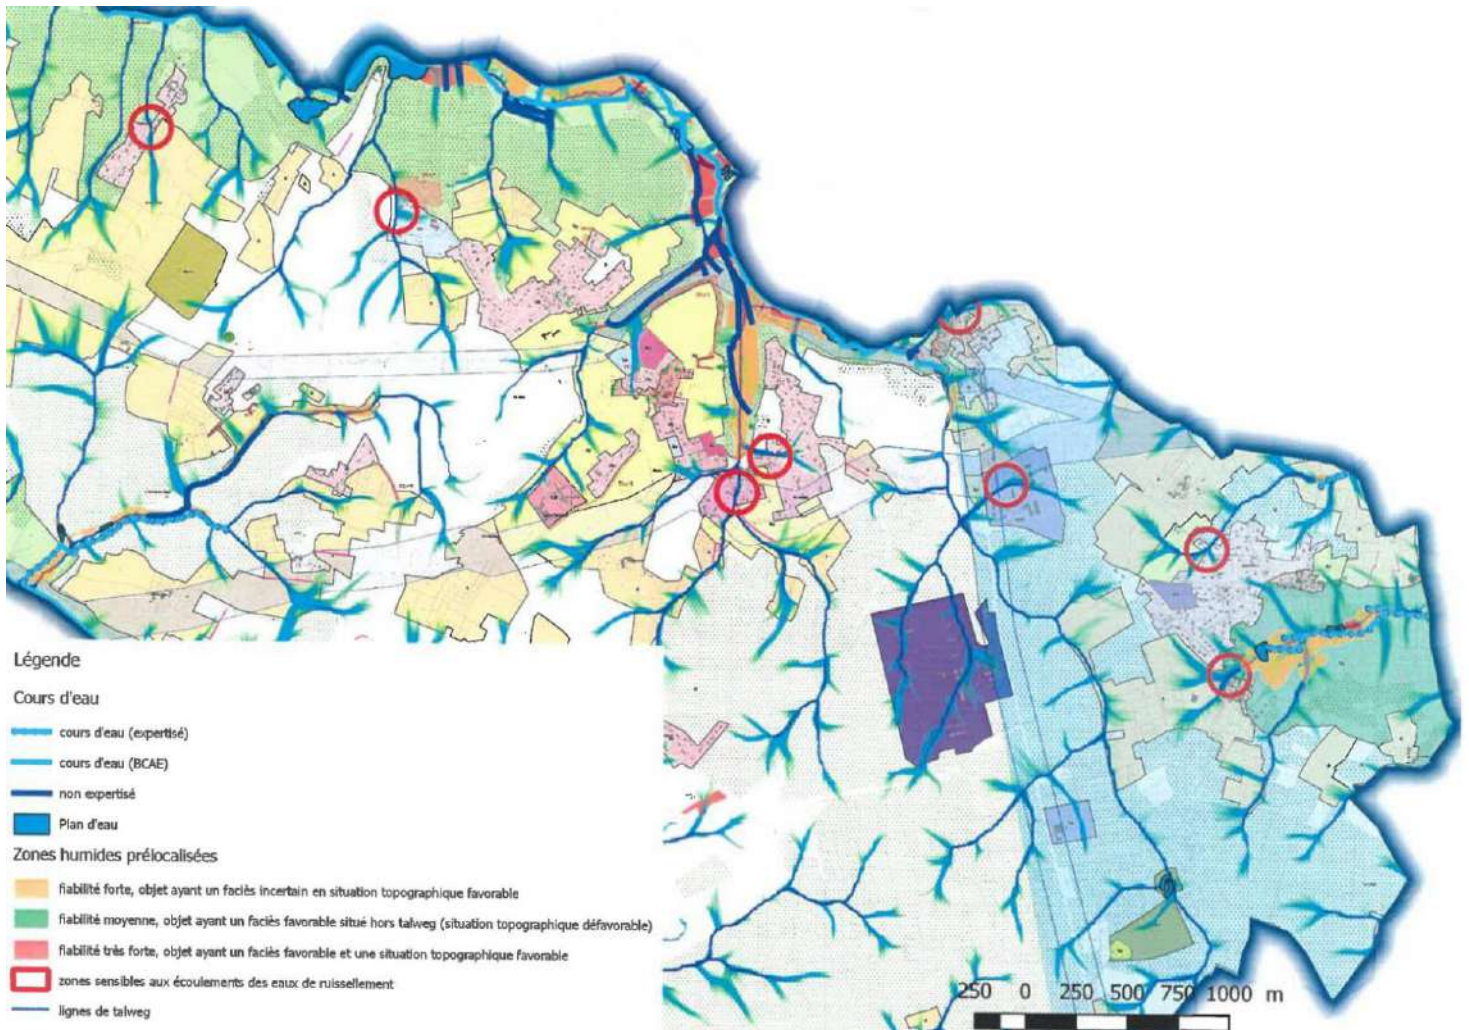 Légende
Cours d'eau
cours d'eau (expertisé)
cours d'eau (BCAE)
non expertisé
Plan d'eau
Zones humides prélocalisées
fiabilité forte, objet ayant un faciès incertain en situation topographique favorable
fiabilité moyenne, objet ayant un faciès favorable situé hors talweg (situation topographique défavorable)
fiabilité très forte, objet ayant un faciès favorable et une situation topographique favorable
zones sensibles aux écoulements des eaux de ruissellement
lignes de talweg
250 0 250 500 750 1000 m